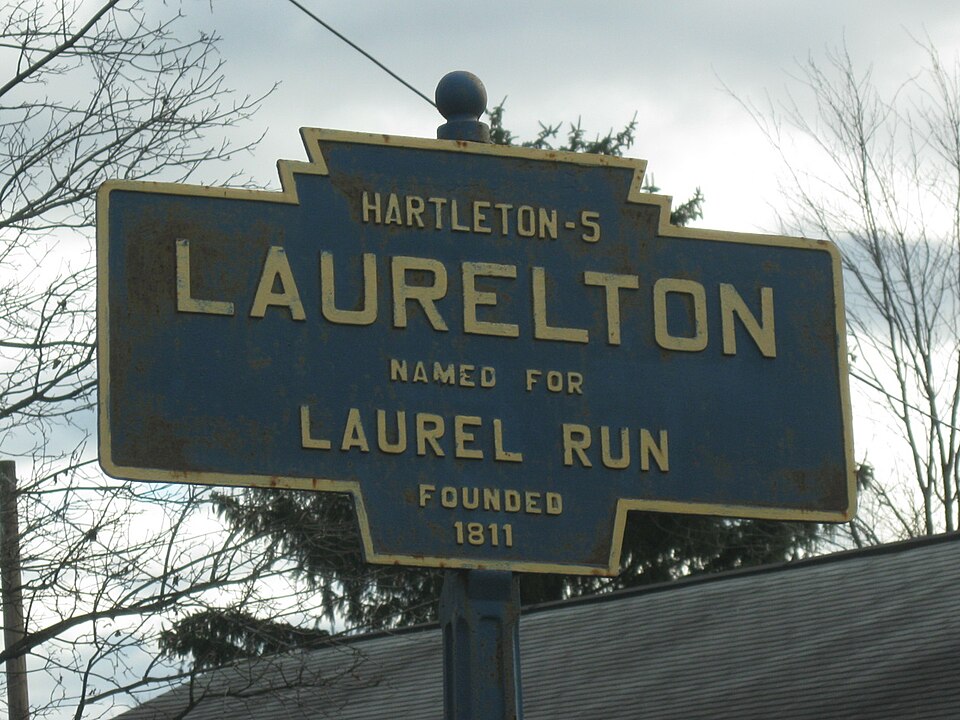 HARTLETON-5
LAURELTON
NAMED FOR
LAUREL RUN
FOUNDED
1811